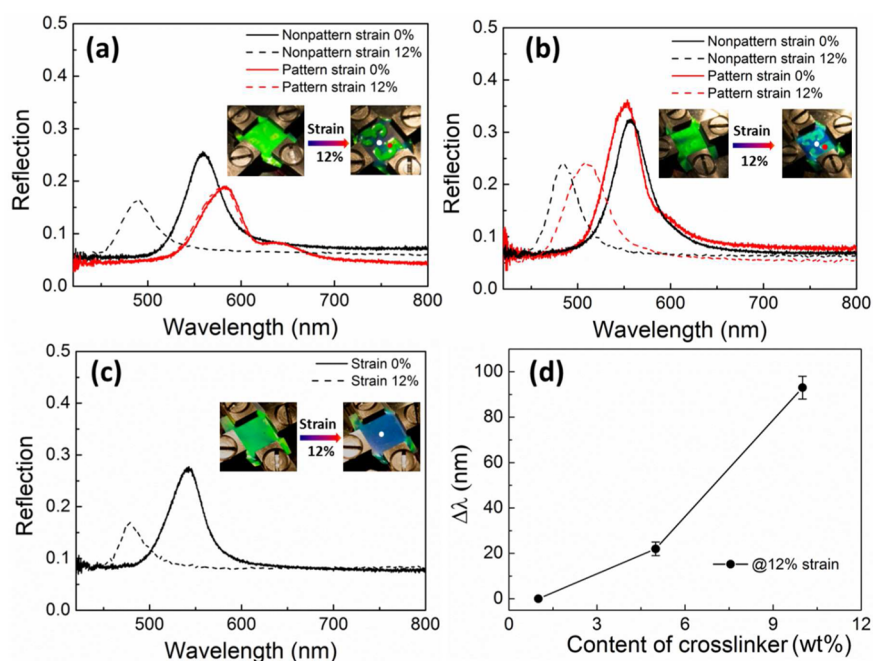 (a)
Nonpattern strain 0%
Nonpattern strain 12%
Pattern strain 0%
Pattern strain 12%
Strain
12%
0.5
0.4
0.3
0.2
0.1
0.0
Reflection
500 600 700 800
Wavelength (nm)
(b)
Nonpattern strain 0%
Nonpattern strain 12%
Pattern strain 0%
Pattern strain 12%
Strain
12%
0.5
0.4
0.3
0.2
0.1
0.0
Reflection
500 600 700 800
Wavelength (nm)
(c)
Strain 0%
Strain 12%
Strain
12%
0.5
0.4
0.3
0.2
0.1
0.0
Reflection
500 600 700 800
Wavelength (nm)
(d)
100
80
60
40
20
0
Δλ (nm)
@12% strain
0 3 6 9 12
Content of crosslinker (wt%)